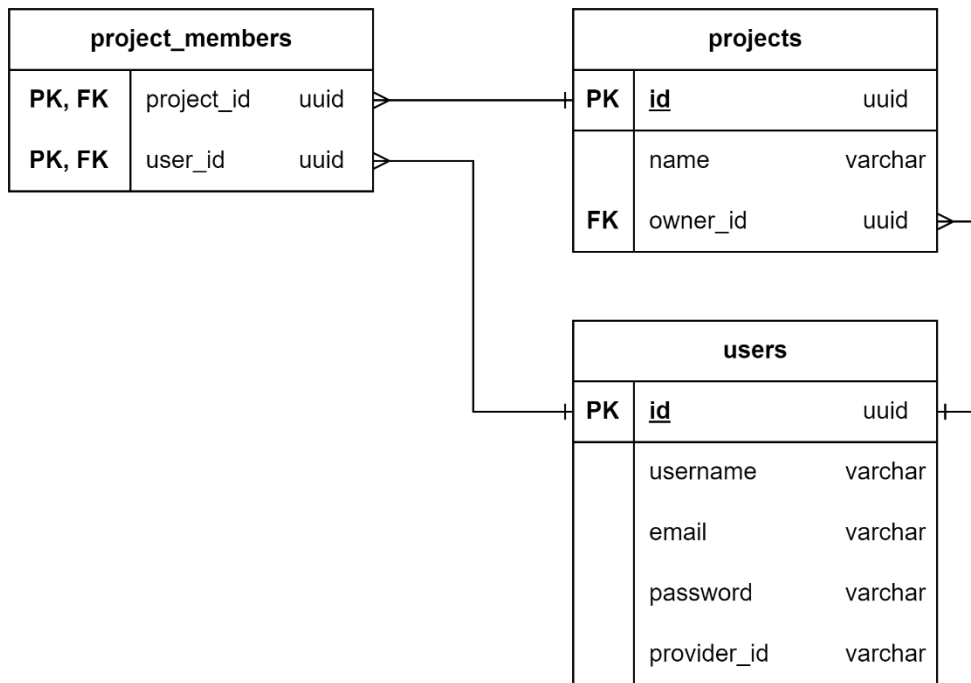 project_members
PK, FK project_id uuid
PK, FK user_id uuid
projects
PK id uuid
name varchar
FK owner_id uuid
users
PK id uuid
username varchar
email varchar
password varchar
provider_id varchar